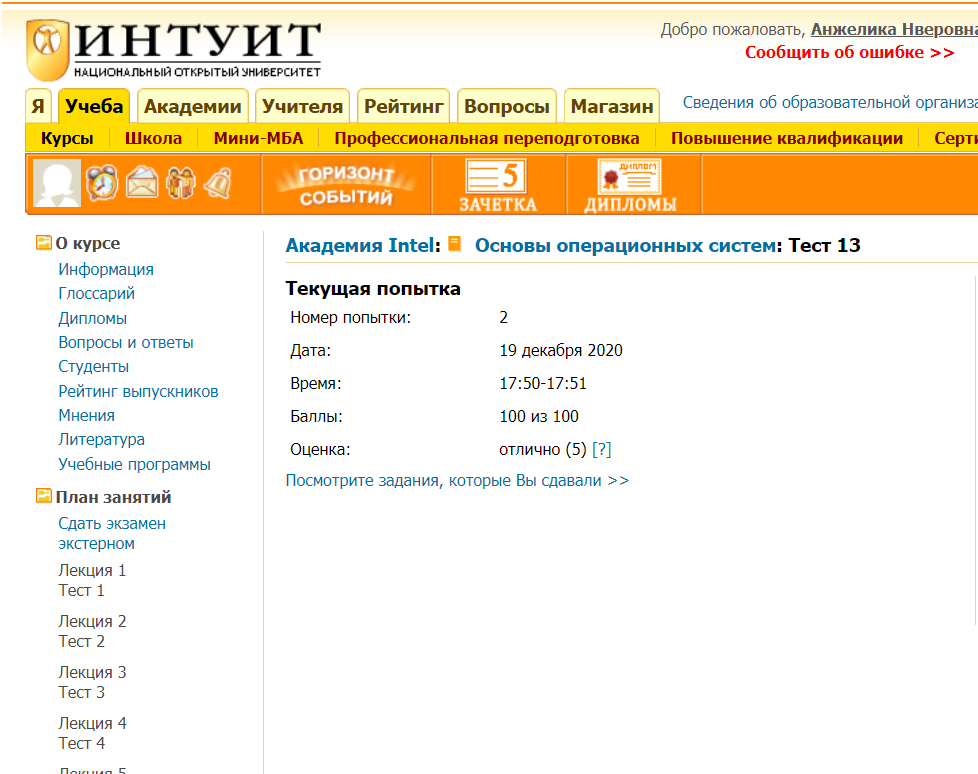 ИНТУИТ
НАЦИОНАЛЬНЫЙ ОТКРЫТЫЙ УНИВЕРСИТЕТ
Добро пожаловать, Анжелика Нверовна
Сообщить об ошибке >>
Я Учеба Академии Учителя Рейтинг Вопросы Магазин Сведения об образовательной организа
Курсы Школа Мини-МБА Профессиональная переподготовка Повышение квалификации Серти
ГОРИЗОНТ СОБЫТИЙ
5 ЗАЧЕТКА
ДИПЛОМ
ДИПЛОМЫ
О курсе
Информация
Глоссарий
Дипломы
Вопросы и ответы
Студенты
Рейтинг выпускников
Мнения
Литература
Учебные программы
План занятий
Сдать экзамен
экстерном
Лекция 1
Тест 1
Лекция 2
Тест 2
Лекция 3
Тест 3
Лекция 4
Тест 4
Лекция 5
Академия Intel: Основы операционных систем: Тест 13
Текущая попытка
Номер попытки: 2
Дата: 19 декабря 2020
Время: 17:50-17:51
Баллы: 100 из 100
Оценка: отлично (5) [?]
Посмотрите задания, которые Вы сдавали >>